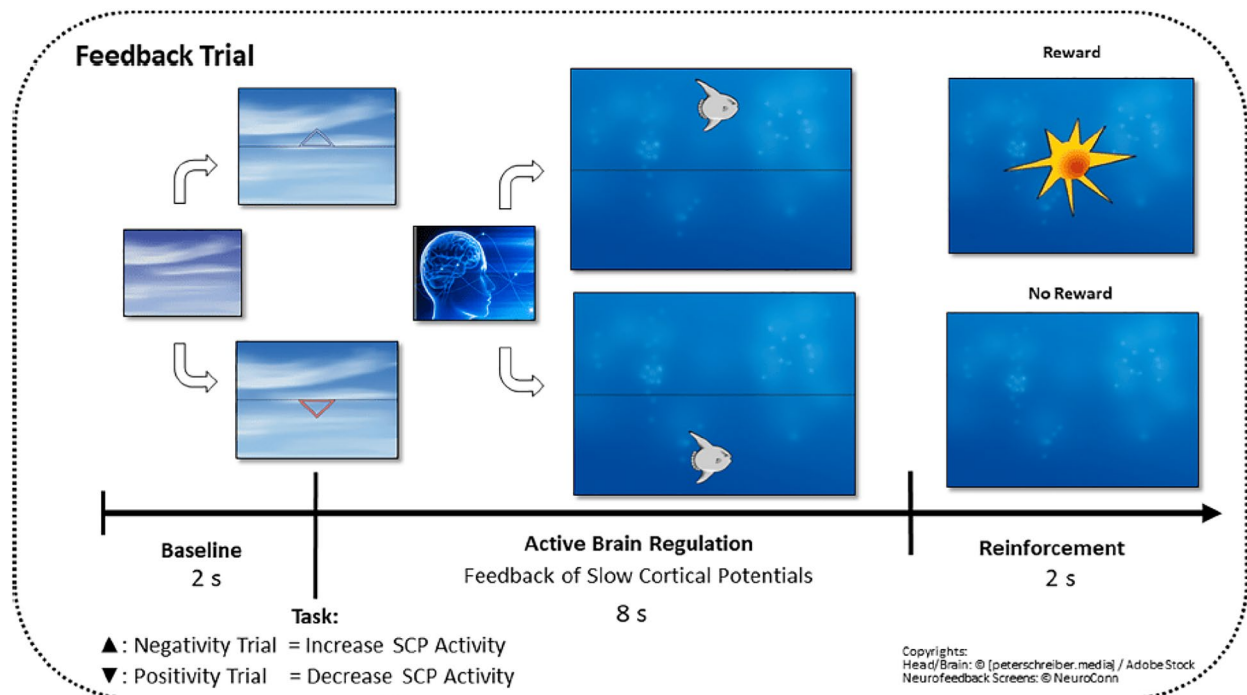 Feedback Trial
Reward
No Reward
Baseline
2 s
Active Brain Regulation
Feedback of Slow Cortical Potentials
8 s
Reinforcement
2 s
Task:
▲: Negativity Trial = Increase SCP Activity
▼: Positivity Trial = Decrease SCP Activity
Copyrights:
Head/Brain: © [peterschreiber.media] / Adobe Stock
Neurofeedback Screens: © NeuroConn